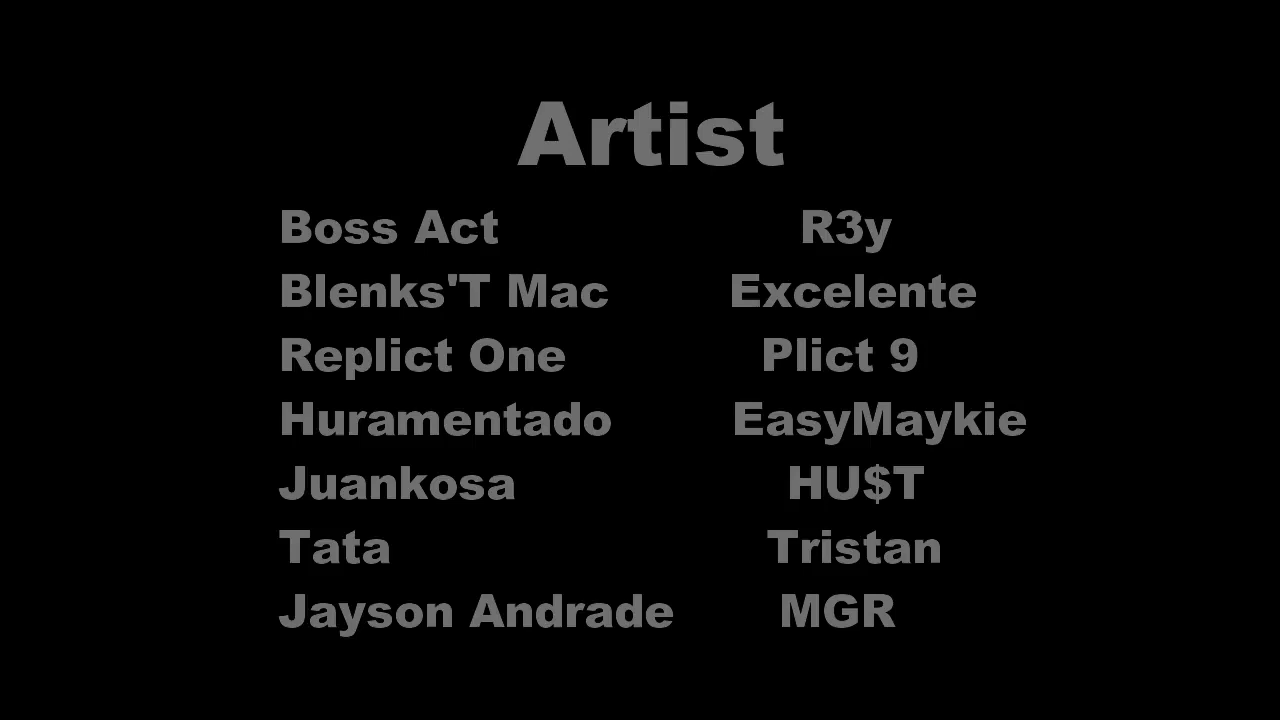 Artist
Boss Act R3y
Blenks'T Mac Excelente
Replict One Plict 9
Huramentado EasyMaykie
Juankosa HU$T
Tata Tristan
Jayson Andrade MGR